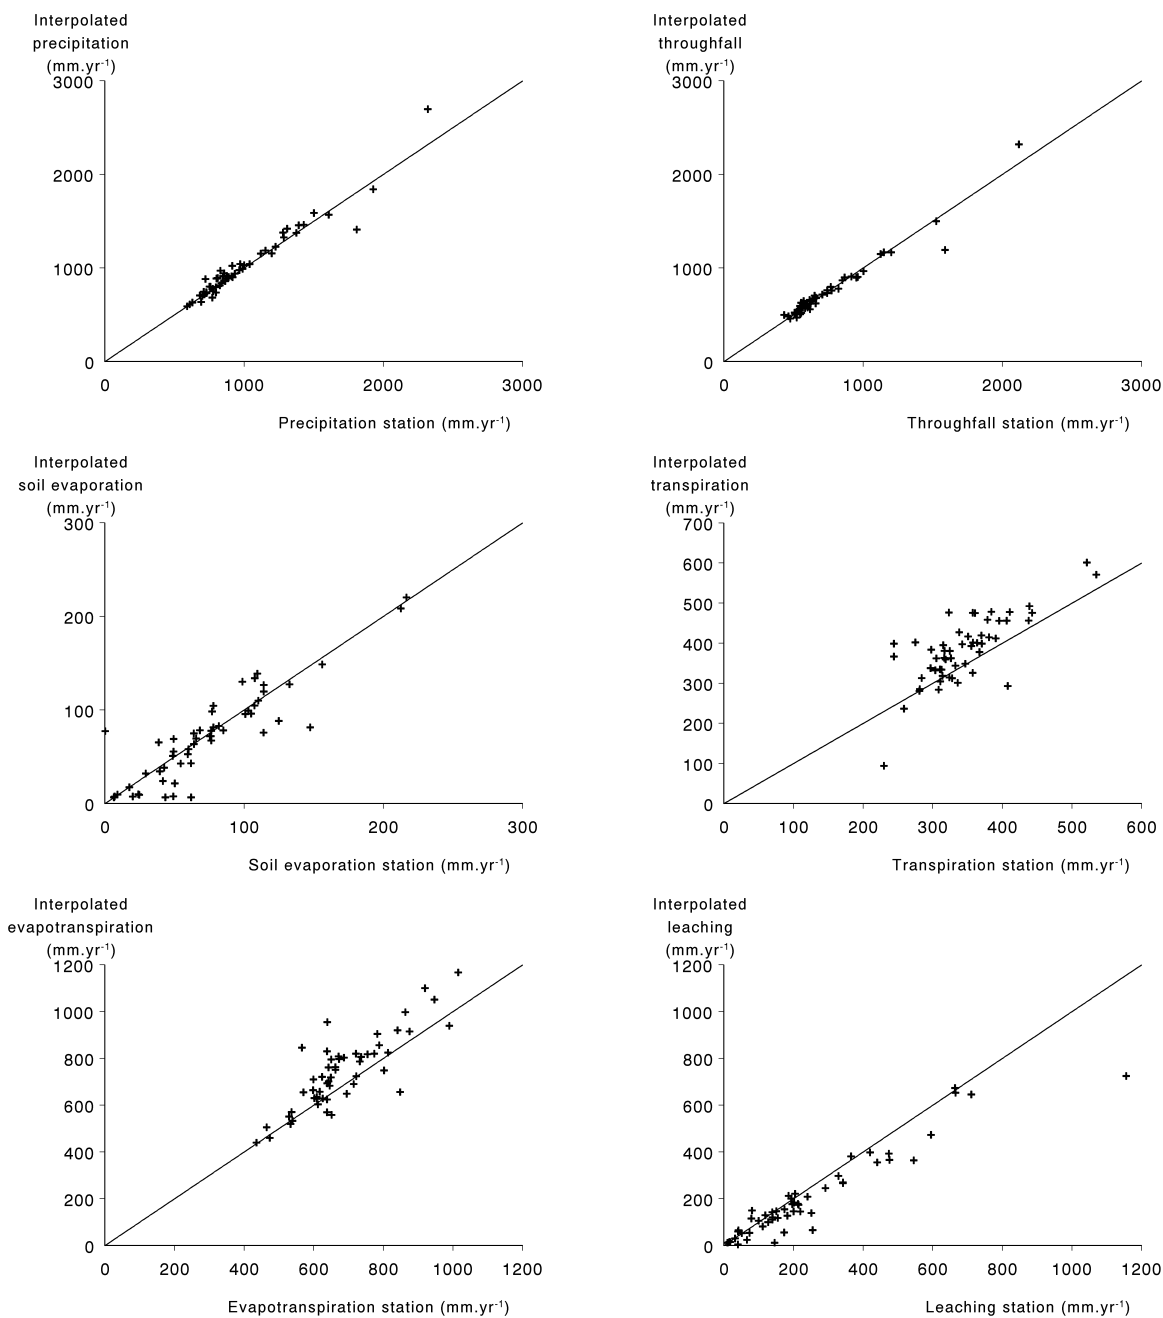 Interpolated
precipitation
(mm.yr⁻¹)
3000
2000
1000
0
0 1000 2000 3000
Precipitation station (mm.yr⁻¹)
Interpolated
throughfall
(mm.yr⁻¹)
3000
2000
1000
0
0 1000 2000 3000
Throughfall station (mm.yr⁻¹)
Interpolated
soil evaporation
(mm.yr⁻¹)
300
200
100
0
0 100 200 300
Soil evaporation station (mm.yr⁻¹)
Interpolated
transpiration
(mm.yr⁻¹)
700
600
500
400
300
200
100
0
0 100 200 300 400 500 600
Transpiration station (mm.yr⁻¹)
Interpolated
evapotranspiration
(mm.yr⁻¹)
1200
1000
800
600
400
200
0
0 200 400 600 800 1000 1200
Evapotranspiration station (mm.yr⁻¹)
Interpolated
leaching
(mm.yr⁻¹)
1200
1000
800
600
400
200
0
0 200 400 600 800 1000 1200
Leaching station (mm.yr⁻¹)